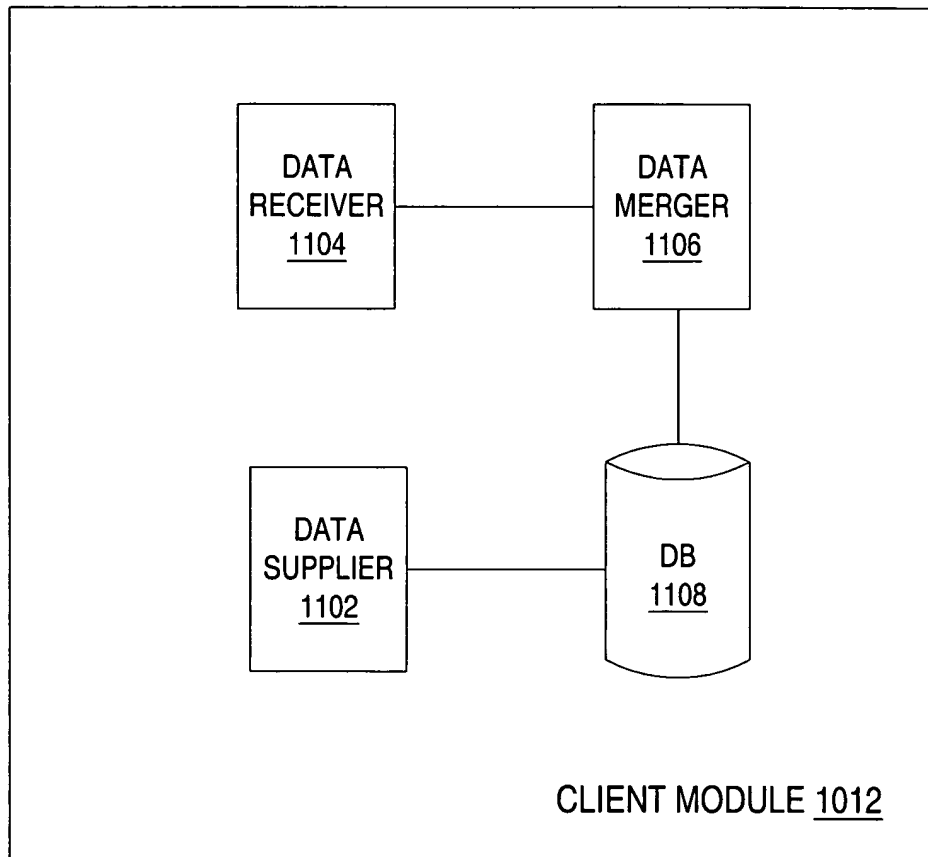 DATA
RECEIVER
1104
DATA
MERGER
1106
DATA
SUPPLIER
1102
DB
1108
CLIENT MODULE 1012